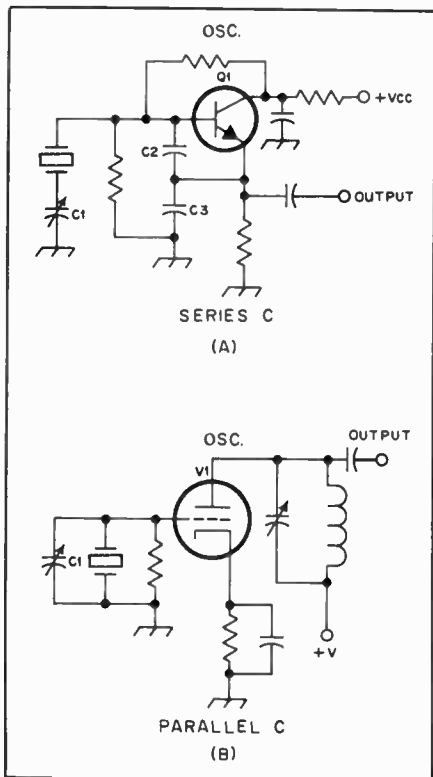 OSC.
Q1
+VCC
C2
C1
C3
OUTPUT
SERIES C
(A)
OSC.
OUTPUT
V1
C1
+V
PARALLEL C
(B)